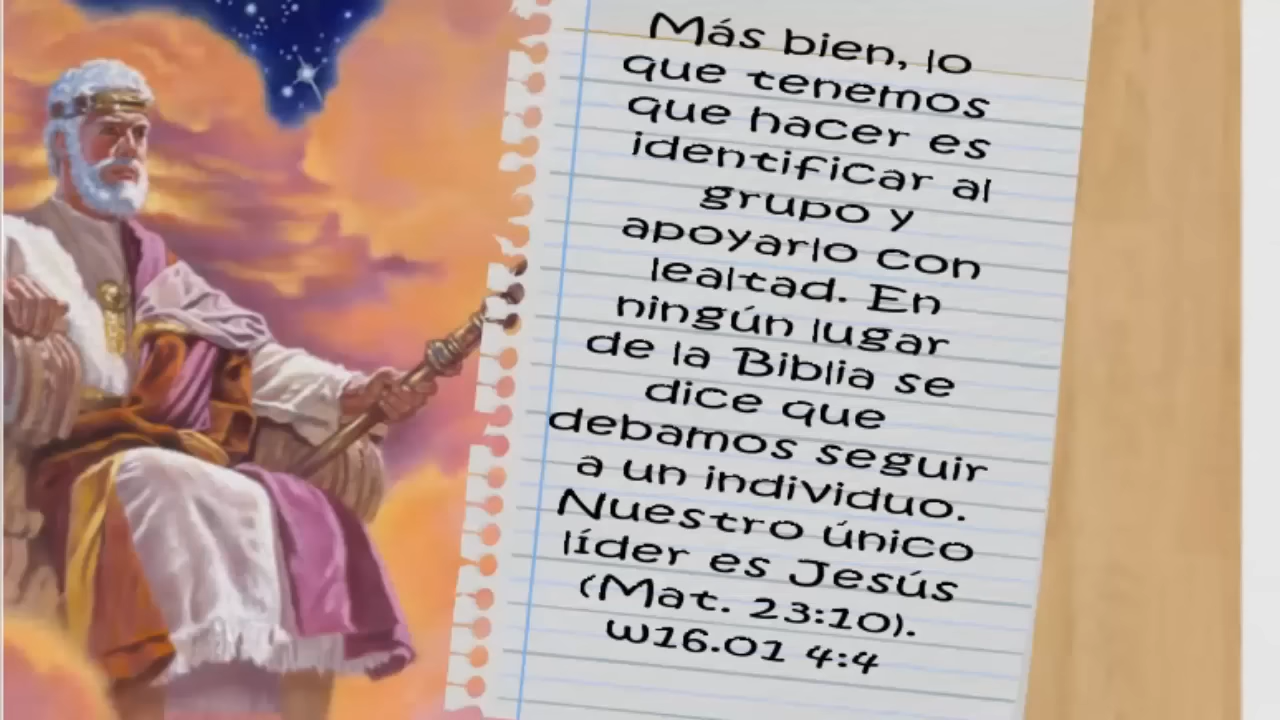 Más bien, lo
que tenemos
que hacer es
identificar al
grupo y
apoyarlo con
lealtad. En
ningún lugar
de la Biblia se
dice que
debamos seguir
a un individuo.
Nuestro único
líder es Jesús
(Mat. 23:10).
w16.01 4:4